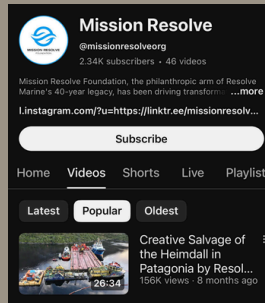 Mission Resolve
MISSION RESOLVE
@missionresolveorg
2.34K subscribers • 46 videos
Mission Resolve Foundation, the philanthropic arm of Resolve
Marine's 40-year legacy, has been driving transforma ...more
l.instagram.com/?u=https://linktr.ee/missionresolv...
Subscribe
Home Videos Shorts Live Playlist
Latest Popular Oldest
Creative Salvage of
the Heimdall in
Patagonia by Resol...
156K views · 8 months ago
26:34